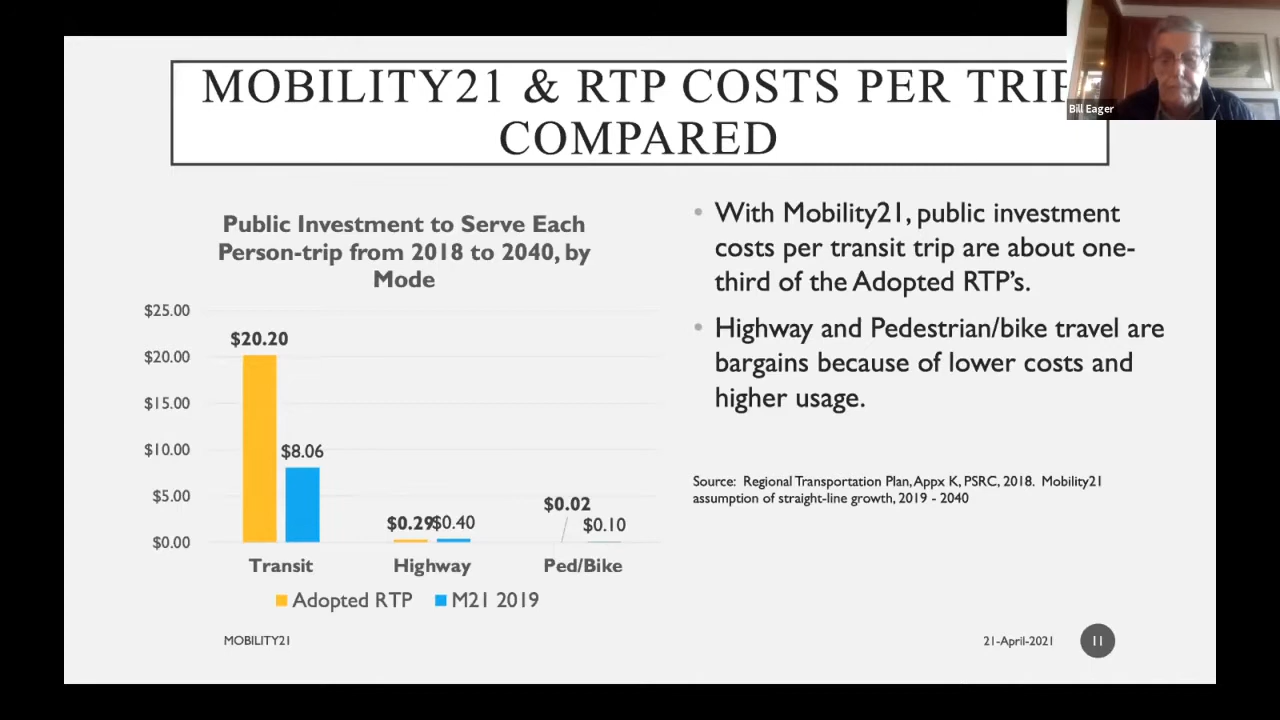 MOBILITY21 & RTP COSTS PER TRIP
COMPARED
Bill Eager
Public Investment to Serve Each
Person-trip from 2018 to 2040, by
Mode
$25.00
$20.00
$15.00
$10.00
$5.00
$0.00
$20.20
$8.06
$0.29
$0.40
$0.02
$0.10
Transit
Highway
Ped/Bike
Adopted RTP
M21 2019
With Mobility21, public investment
costs per transit trip are about one-
third of the Adopted RTP's.
Highway and Pedestrian/bike travel are
bargains because of lower costs and
higher usage.
Source: Regional Transportation Plan, Appx K, PSRC, 2018. Mobility21
assumption of straight-line growth, 2019 - 2040
MOBILITY21
21-April-2021
11